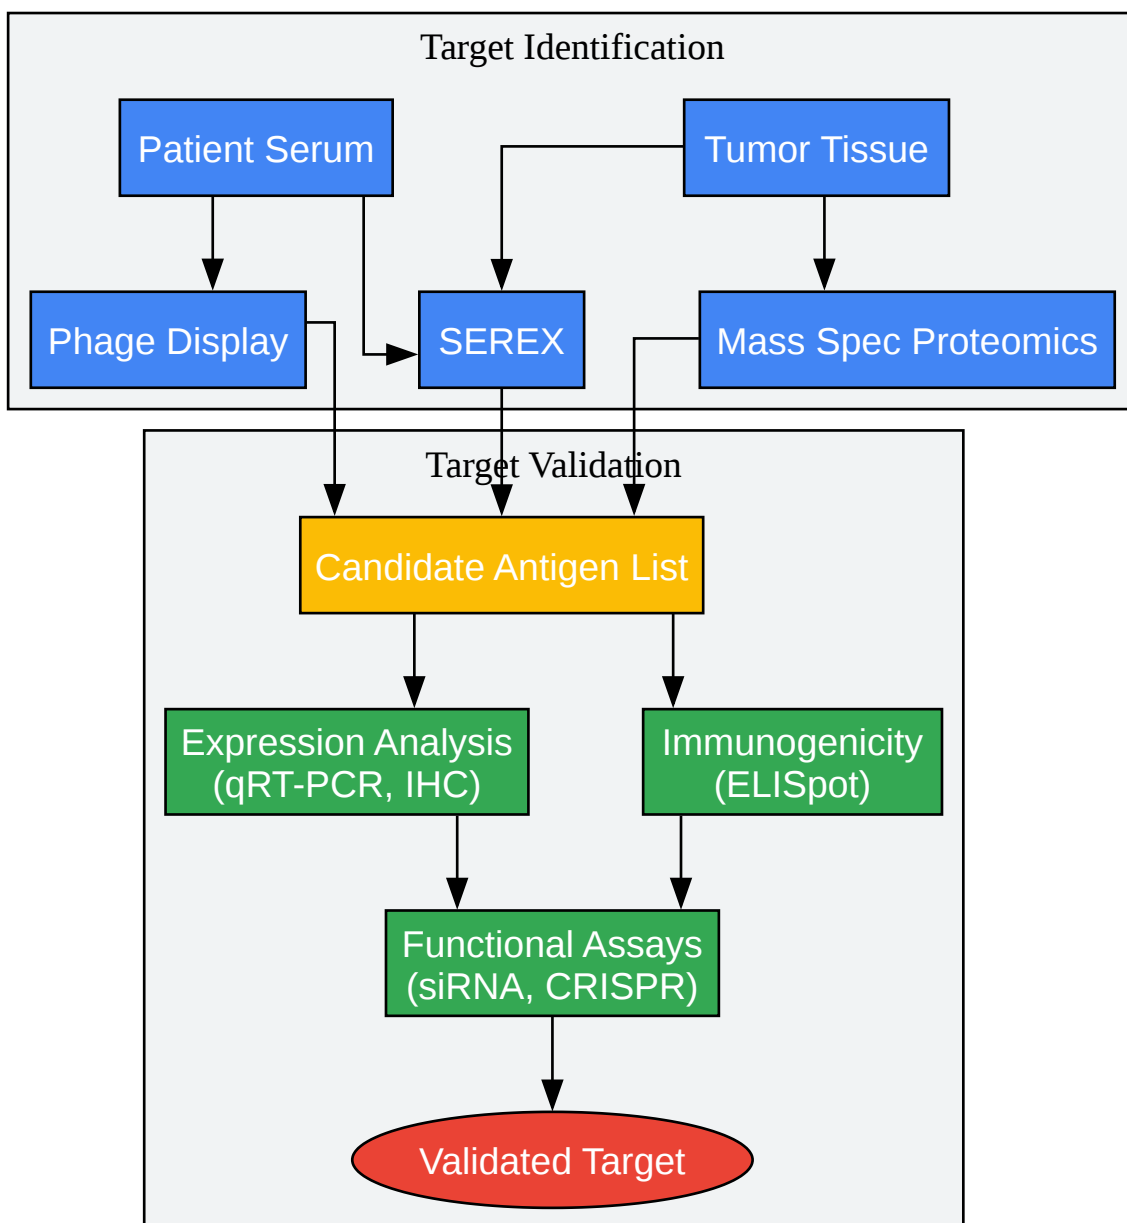 Target Identification
Patient Serum
Tumor Tissue
Phage Display
SEREX
Mass Spec Proteomics
Target Validation
Candidate Antigen List
Expression Analysis
(qRT-PCR, IHC)
Immunogenicity
(ELISpot)
Functional Assays
(siRNA, CRISPR)
Validated Target